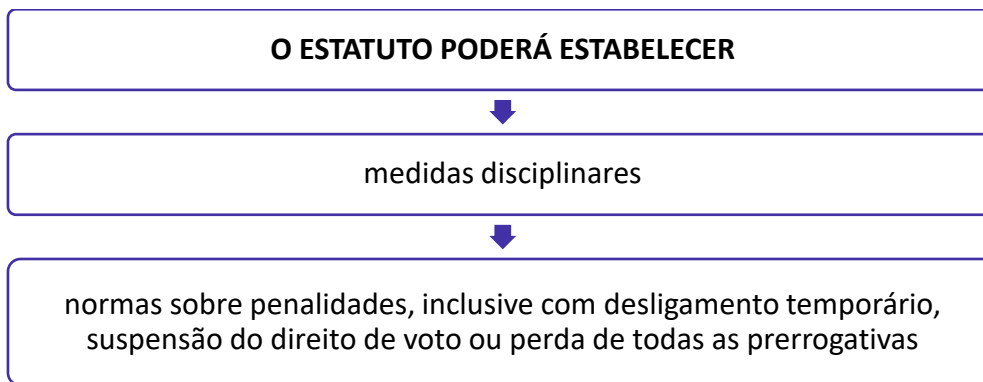 O ESTATUTO PODERÁ ESTABELECER
medidas disciplinares
normas sobre penalidades, inclusive com desligamento temporário,
suspensão do direito de voto ou perda de todas as prerrogativas